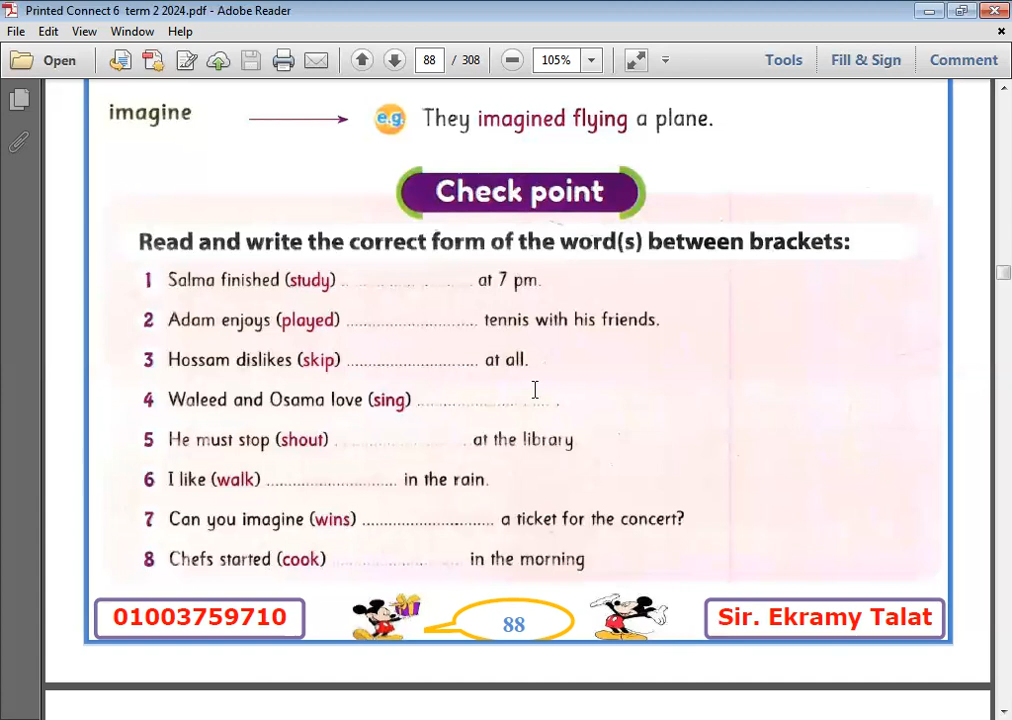 Printed Connect 6 term 2 2024.pdf - Adobe Reader
File Edit View Window Help
Open 88 / 308 105% Tools Fill & Sign Comment
imagine e.g. They imagined flying a plane.
Check point
Read and write the correct form of the word(s) between brackets:
1 Salma finished (study) .......................... at 7 pm.
2 Adam enjoys (played) .......................... tennis with his friends.
3 Hossam dislikes (skip) .......................... at all.
4 Waleed and Osama love (sing) .......................... .
5 He must stop (shout) .......................... at the library
6 I like (walk) .......................... in the rain.
7 Can you imagine (wins) .......................... a ticket for the concert?
8 Chefs started (cook) .......................... in the morning
01003759710 88 Sir. Ekramy Talat